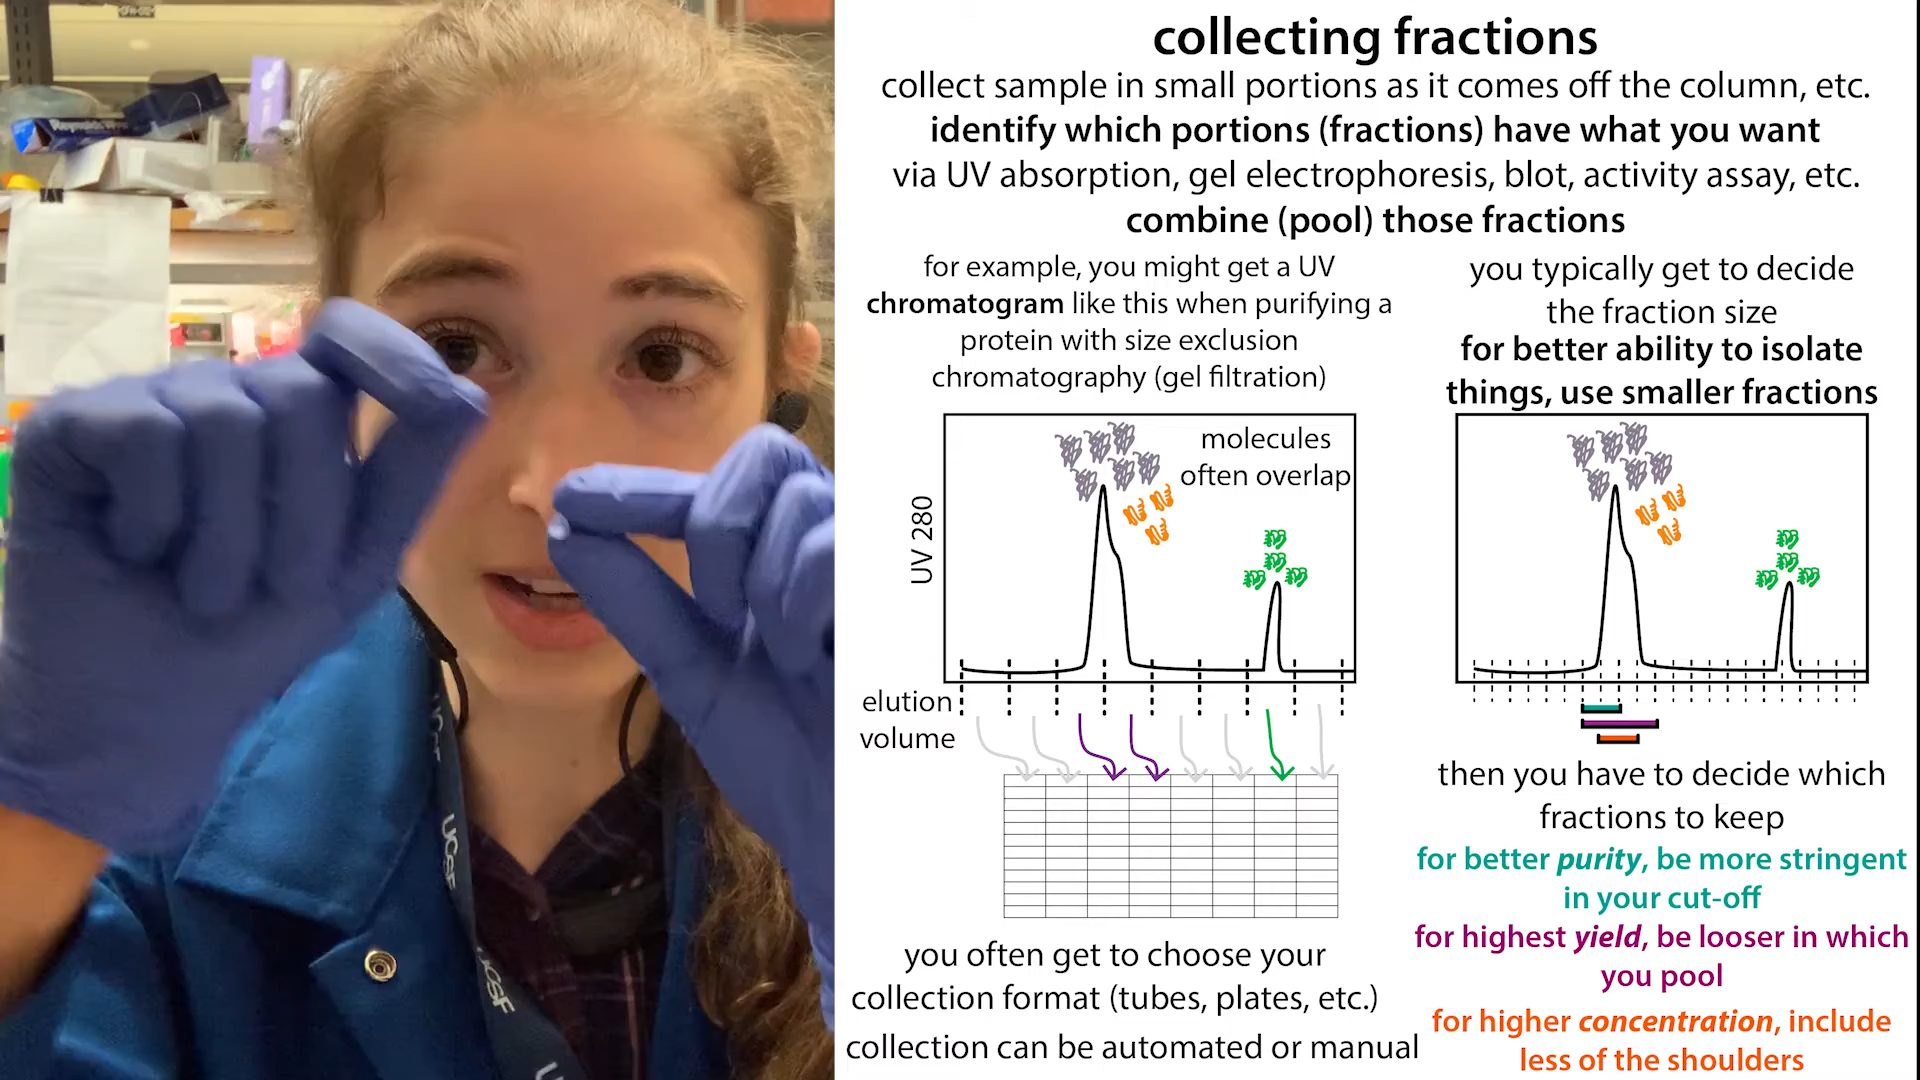 collecting fractions
collect sample in small portions as it comes off the column, etc.
identify which portions (fractions) have what you want
via UV absorption, gel electrophoresis, blot, activity assay, etc.
combine (pool) those fractions
for example, you might get a UV
chromatogram like this when purifying a
protein with size exclusion
chromatography (gel filtration)
molecules
often overlap
UV 280
elution
volume
you often get to choose your
collection format (tubes, plates, etc.)
collection can be automated or manual
you typically get to decide
the fraction size
for better ability to isolate
things, use smaller fractions
then you have to decide which
fractions to keep
for better purity, be more stringent
in your cut-off
for highest yield, be looser in which
you pool
for higher concentration, include
less of the shoulders
UCSF
UCSF